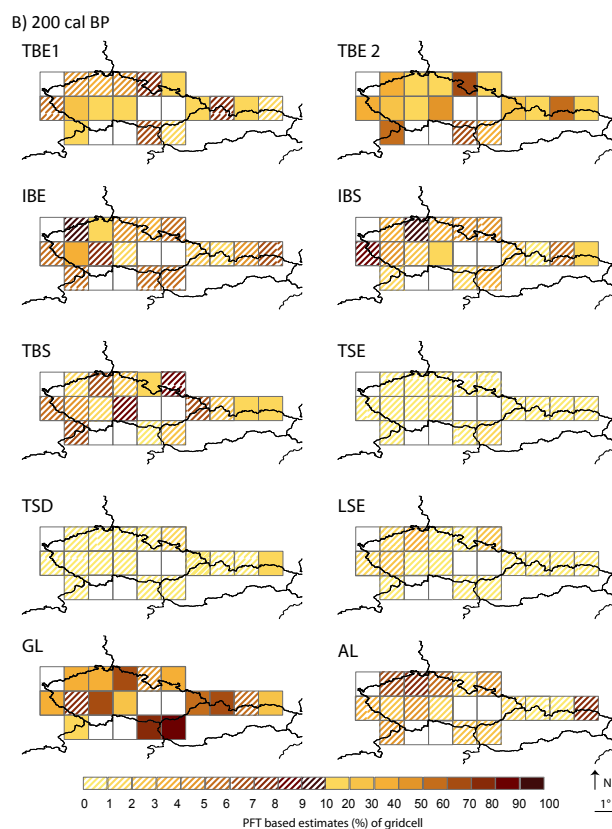 B) 200 cal BP
TBE1 TBE 2
IBE IBS
TBS TSE
TSD LSE
GL AL
0 1 2 3 4 5 6 7 8 9 10 20 30 40 50 60 70 80 90 100
N
1°
PFT based estimates (%) of gridcell